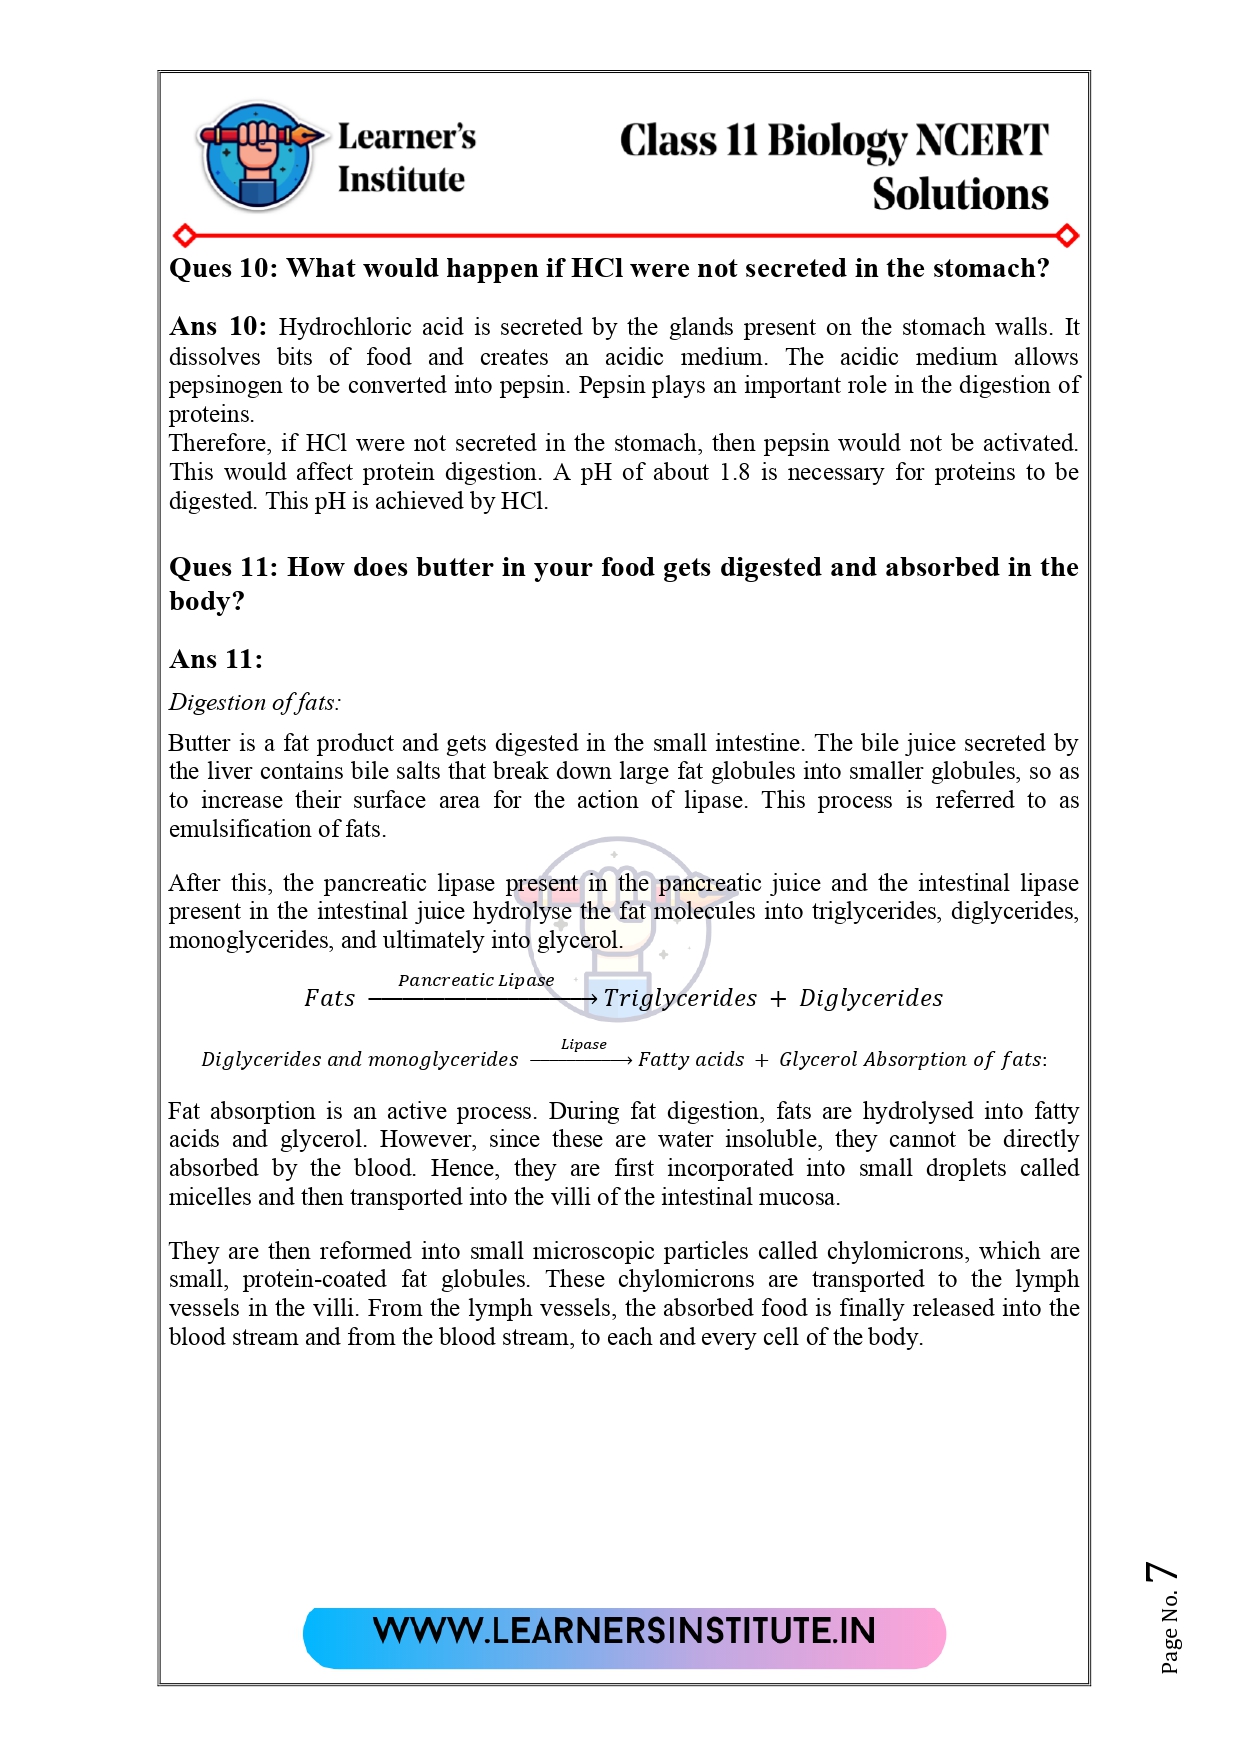 Learner's
Institute
Class 11 Biology NCERT
Solutions
Ques 10: What would happen if HCl were not secreted in the stomach?
Ans 10: Hydrochloric acid is secreted by the glands present on the stomach walls. It
dissolves bits of food and creates an acidic medium. The acidic medium allows
pepsinogen to be converted into pepsin. Pepsin plays an important role in the digestion of
proteins.
Therefore, if HCl were not secreted in the stomach, then pepsin would not be activated.
This would affect protein digestion. A pH of about 1.8 is necessary for proteins to be
digested. This pH is achieved by HCl.
Ques 11: How does butter in your food gets digested and absorbed in the
body?
Ans 11:
Digestion of fats:
Butter is a fat product and gets digested in the small intestine. The bile juice secreted by
the liver contains bile salts that break down large fat globules into smaller globules, so as
to increase their surface area for the action of lipase. This process is referred to as
emulsification of fats.
After this, the pancreatic lipase present in the pancreatic juice and the intestinal lipase
present in the intestinal juice hydrolyse the fat molecules into triglycerides, diglycerides,
monoglycerides, and ultimately into glycerol.
Pancreatic Lipase
Fats ⟶ Triglycerides + Diglycerides
Lipase
Diglycerides and monoglycerides ⟶ Fatty acids + Glycerol Absorption of fats:
Fat absorption is an active process. During fat digestion, fats are hydrolysed into fatty
acids and glycerol. However, since these are water insoluble, they cannot be directly
absorbed by the blood. Hence, they are first incorporated into small droplets called
micelles and then transported into the villi of the intestinal mucosa.
They are then reformed into small microscopic particles called chylomicrons, which are
small, protein-coated fat globules. These chylomicrons are transported to the lymph
vessels in the villi. From the lymph vessels, the absorbed food is finally released into the
blood stream and from the blood stream, to each and every cell of the body.
WWW.LEARNERSINSTITUTE.IN
Page No. 7